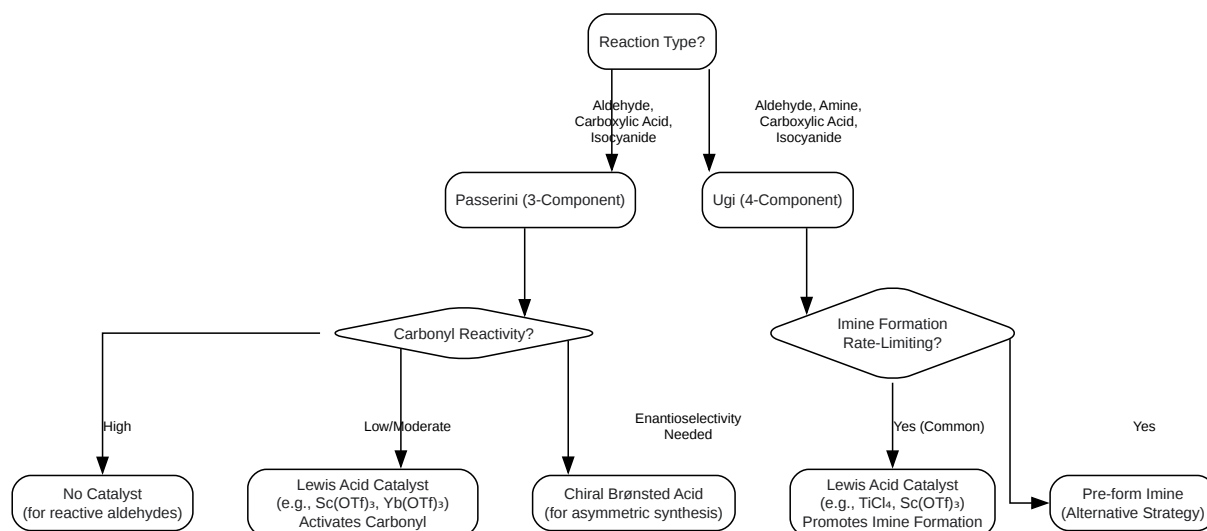 Reaction Type?
Aldehyde,
Carboxylic Acid,
Isocyanide
Aldehyde, Amine,
Carboxylic Acid,
Isocyanide
Passerini (3-Component)
Ugi (4-Component)
Carbonyl Reactivity?
Imine Formation
Rate-Limiting?
High
Low/Moderate
Enantioselectivity
Needed
Yes (Common)
Yes
No Catalyst
(for reactive aldehydes)
Lewis Acid Catalyst
(e.g., Sc(OTf)₃, Yb(OTf)₃)
Activates Carbonyl
Chiral Brønsted Acid
(for asymmetric synthesis)
Lewis Acid Catalyst
(e.g., TiCl₄, Sc(OTf)₃)
Promotes Imine Formation
Pre-form Imine
(Alternative Strategy)